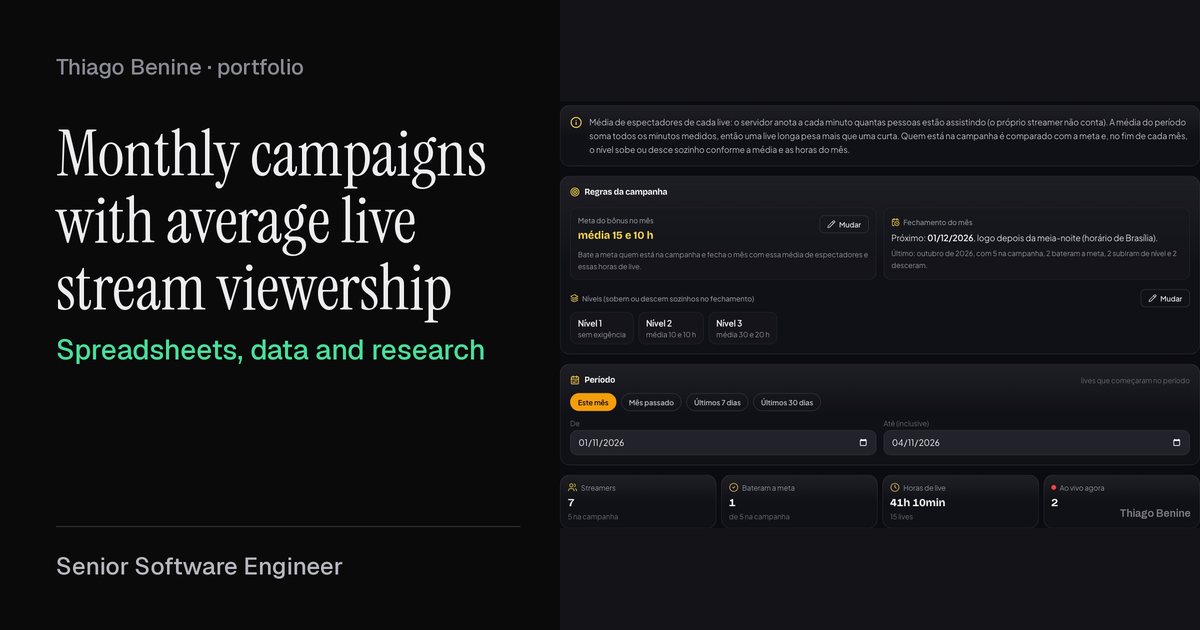 Thiago Benine · portfolio
Monthly campaigns
with average live
stream viewership
Spreadsheets, data and research
Senior Software Engineer
Média de espectadores de cada live: o servidor anota a cada minuto quantas pessoas estão assistindo (o próprio streamer não conta). A média do período
soma todos os minutos medidos, então uma live longa pesa mais que uma curta. Quem está na campanha é comparado com a meta e, no fim de cada mês,
o nível sobe ou desce sozinho conforme a média e as horas do mês.
Regras da campanha
Meta do bônus no mês
média 15 e 10 h
Mudar
Bate a meta quem está na campanha e fecha o mês com essa média de espectadores e
essas horas de live.
Fechamento do mês
Próximo: 01/12/2026, logo depois da meia-noite (horário de Brasília).
Último: outubro de 2026, com 5 na campanha, 2 bateram a meta, 2 subiram de nível e 2
desceram.
Níveis (sobem ou descem sozinhos no fechamento)
Mudar
Nível 1
sem exigência
Nível 2
média 10 e 10 h
Nível 3
média 30 e 20 h
Período
lives que começaram no período
Este mês
Mês passado
Últimos 7 dias
Últimos 30 dias
De
01/11/2026
Até (inclusive)
04/11/2026
Streamers
7
5 na campanha
Bateram a meta
1
de 5 na campanha
Horas de live
41h 10min
15 lives
Ao vivo agora
2
Thiago Benine